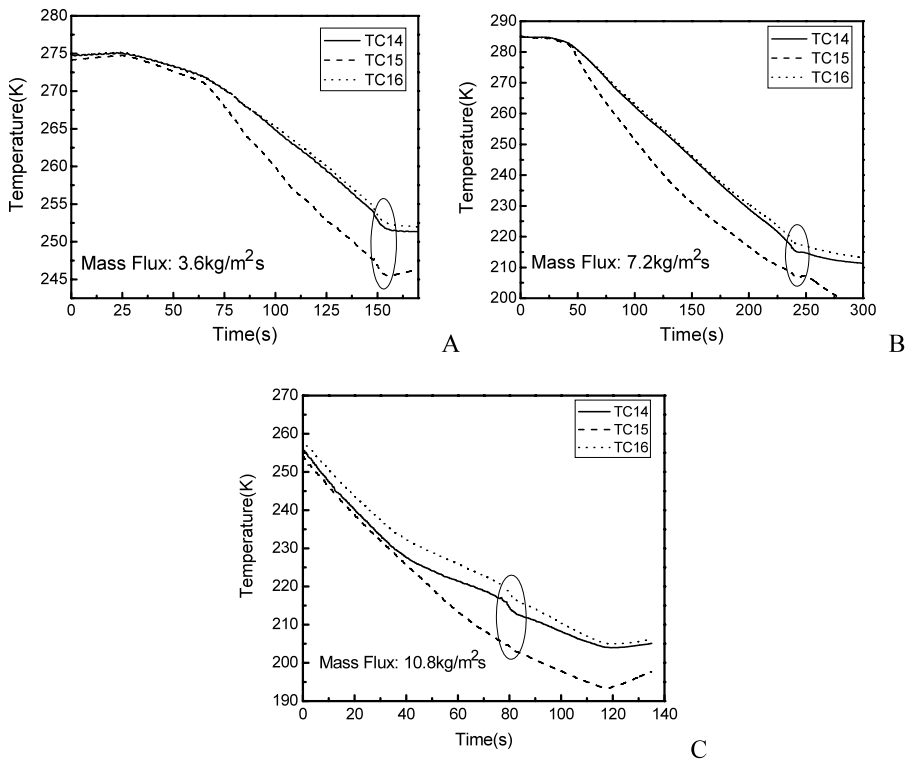 280
275
270
265
260
255
250
245
Temperature(K)
TC14
TC15
TC16
Mass Flux: 3.6kg/m²s
0 25 50 75 100 125 150
Time(s)
A
290
280
270
260
250
240
230
220
210
200
Temperature(K)
TC14
TC15
TC16
Mass Flux: 7.2kg/m²s
0 50 100 150 200 250 300
Time(s)
B
270
260
250
240
230
220
210
200
190
Temperature(K)
TC14
TC15
TC16
Mass Flux: 10.8kg/m²s
0 20 40 60 80 100 120 140
Time(s)
C